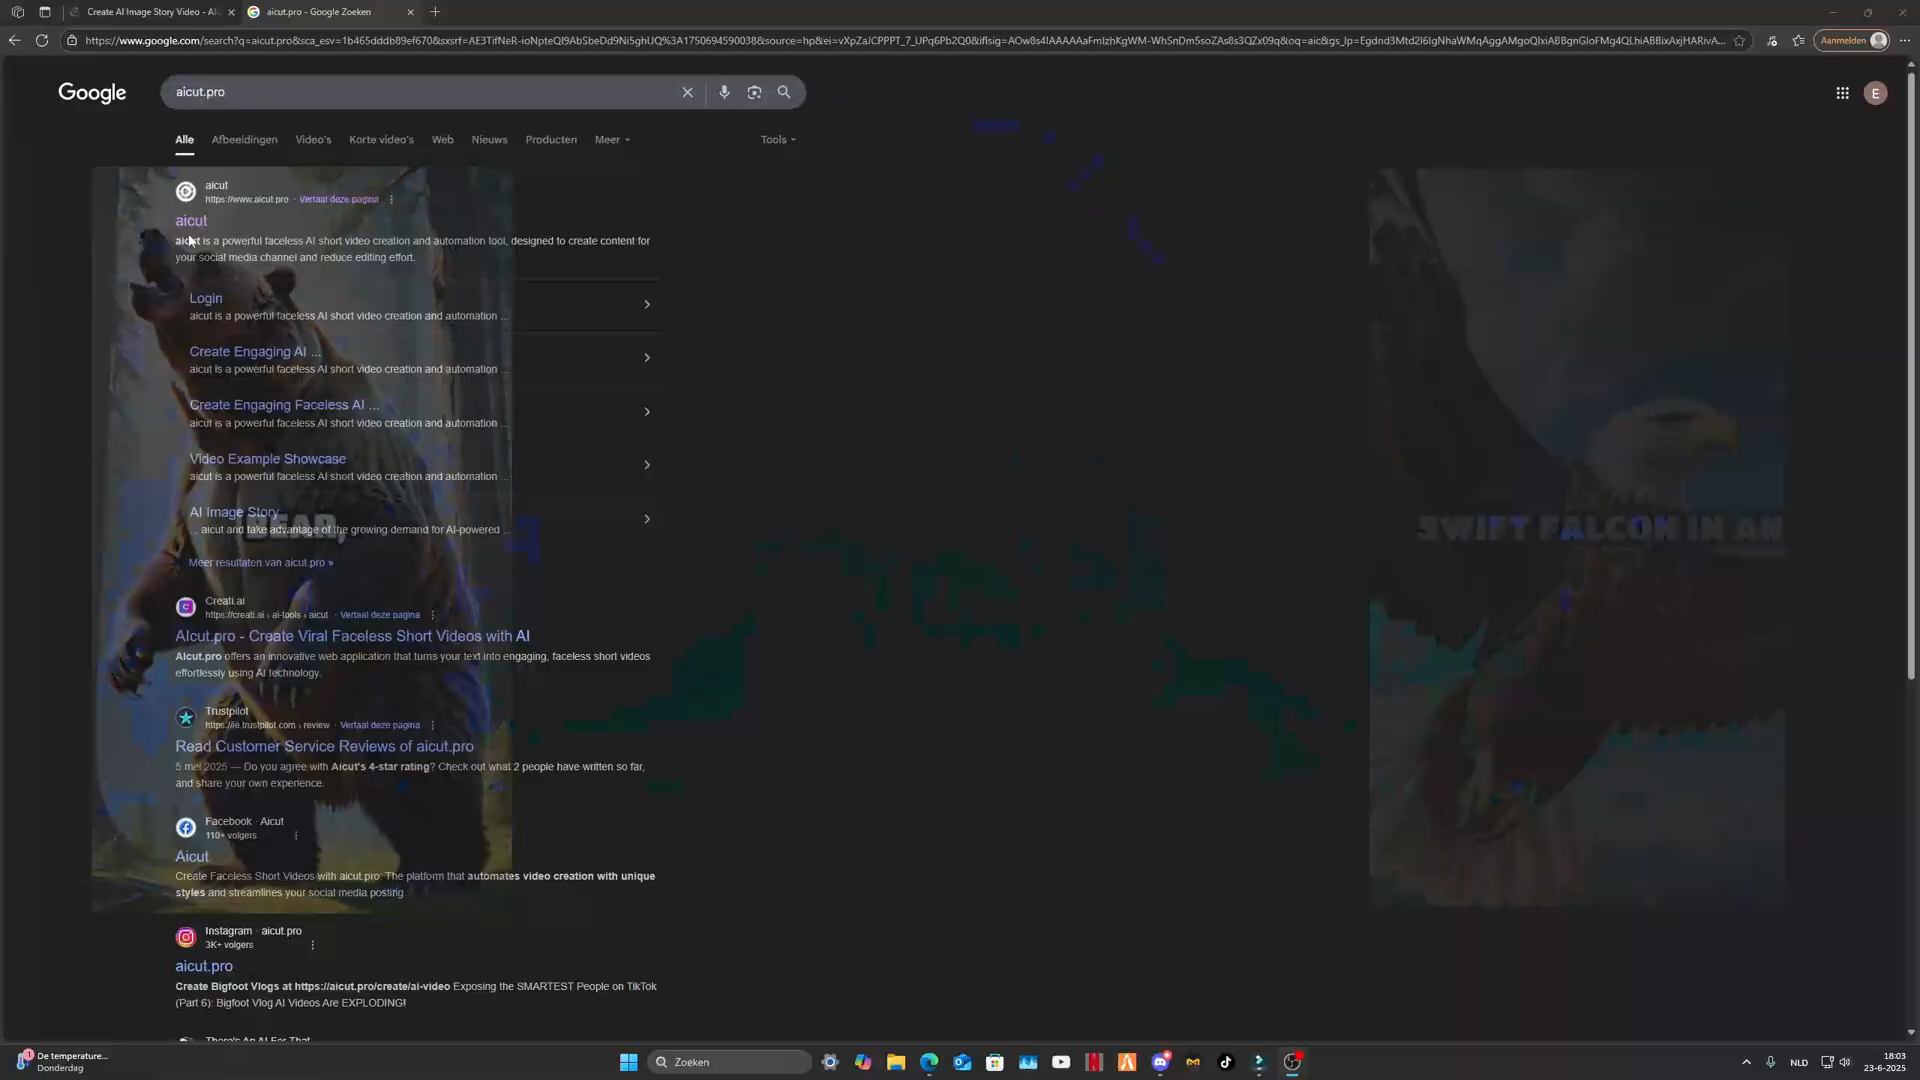 Create AI Image Story Video - AI
aicut.pro - Google Zoeken
Aanmelden
Google
aicut.pro
E
Alle
Afbeeldingen
Video's
Korte video's
Web
Nieuws
Producten
Meer
Tools
aicut
https://www.aicut.pro · Vertaal deze pagina
aicut
aicut is a powerful faceless AI short video creation and automation tool, designed to create content for
your social media channel and reduce editing effort.
Login
aicut is a powerful faceless AI short video creation and automation ...
Create Engaging AI ...
aicut is a powerful faceless AI short video creation and automation ...
Create Engaging Faceless AI ...
aicut is a powerful faceless AI short video creation and automation ...
Video Example Showcase
aicut is a powerful faceless AI short video creation and automation ...
AI Image Story
... aicut and take advantage of the growing demand for AI-powered ...
BEAR,
SWIFT FALCON IN AN
Meer resultaten van aicut.pro »
Creati.ai
https://creati.ai › ai-tools › aicut · Vertaal deze pagina
AIcut.pro - Create Viral Faceless Short Videos with AI
AIcut.pro offers an innovative web application that turns your text into engaging, faceless short videos
effortlessly using AI technology.
Trustpilot
https://ie.trustpilot.com › review · Vertaal deze pagina
Read Customer Service Reviews of aicut.pro
5 mei 2025 — Do you agree with Aicut's 4-star rating? Check out what 2 people have written so far,
and share your own experience.
Facebook · Aicut
110+ volgers
Aicut
Create Faceless Short Videos with aicut.pro. The platform that automates video creation with unique
styles and streamlines your social media posting.
Instagram · aicut.pro
3K+ volgers
aicut.pro
Create Bigfoot Vlogs at https://aicut.pro/create/ai-video Exposing the SMARTEST People on TikTok
(Part 6): Bigfoot Vlog AI Videos Are EXPLODING!
There's An AI For That
De temperature...
Donderdag
Zoeken
NLD
18:03
23-6-2025